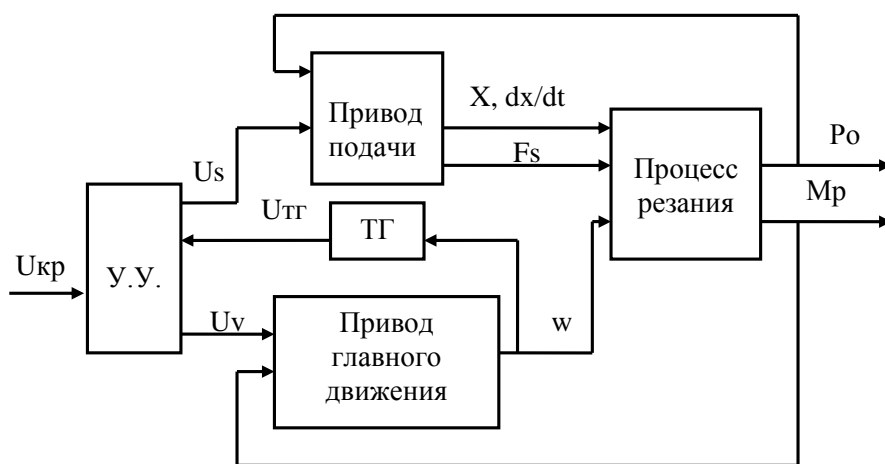 X, dx/dt
Привод
подачи
Po
Fs
Процесс
резания
Us
Mp
Uтг
ТГ
Uкр
У.У.
Uv
Привод
главного
движения
w